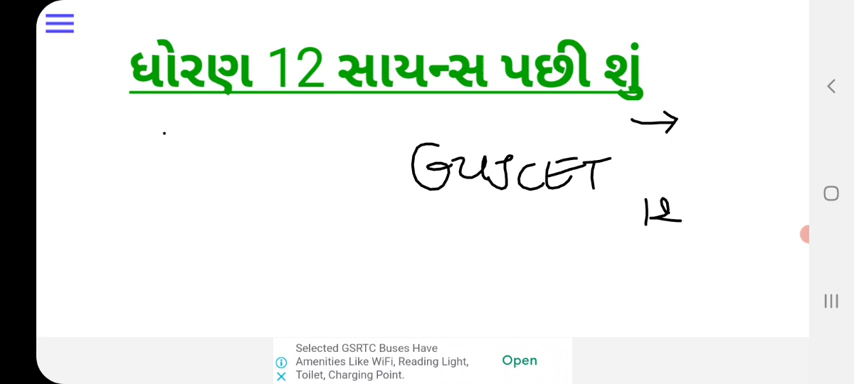 ધોરણ 12 સાયન્સ પછી શું
→
GUJCET
12
Selected GSRTC Buses Have
Amenities Like WiFi, Reading Light,
Toilet, Charging Point.
Open